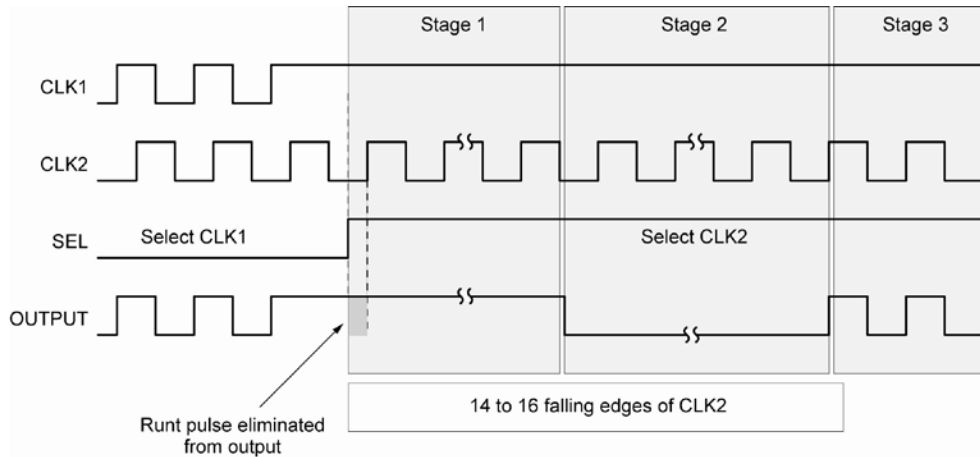 Stage 1
Stage 2
Stage 3
CLK1
CLK2
SEL
Select CLK1
Select CLK2
OUTPUT
14 to 16 falling edges of CLK2
Runt pulse eliminated
from output